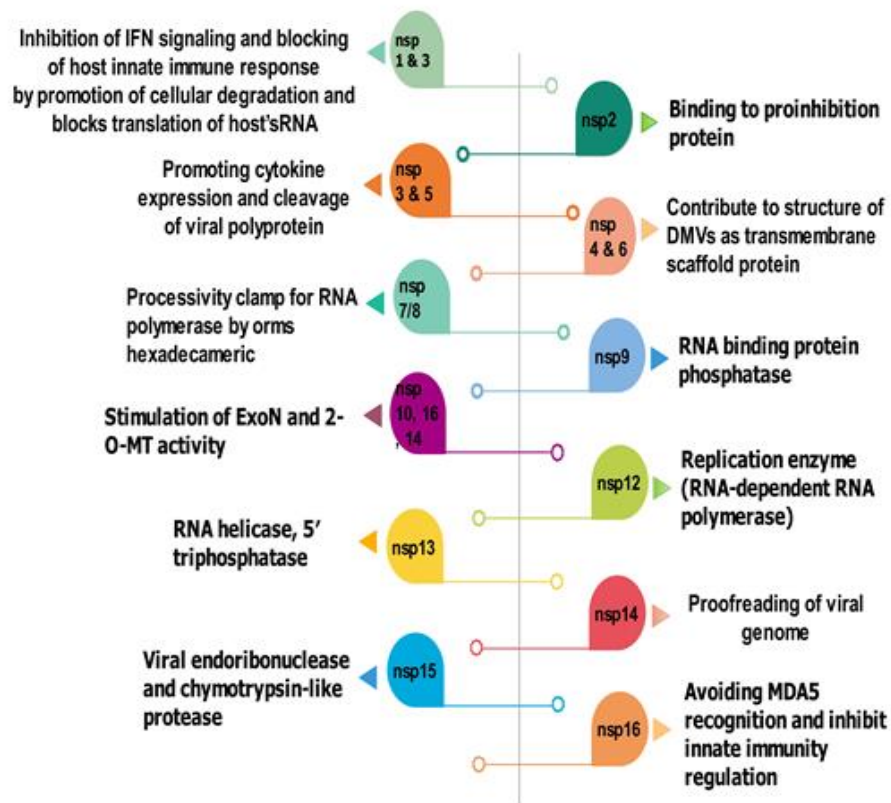 Inhibition of IFN signaling and blocking
of host innate immune response
by promotion of cellular degradation and
blocks translation of host'sRNA
nsp
1 & 3
nsp2
Binding to proinhibition
protein
Promoting cytokine
expression and cleavage
of viral polyprotein
nsp
3 & 5
nsp
4 & 6
Contribute to structure of
DMVs as transmembrane
scaffold protein
Processivity clamp for RNA
polymerase by orms
hexadecameric
nsp
7/8
nsp9
RNA binding protein
phosphatase
Stimulation of ExoN and 2-
O-MT activity
nsp
10, 16
, 14
nsp12
Replication enzyme
(RNA-dependent RNA
polymerase)
RNA helicase, 5′
triphosphatase
nsp13
nsp14
Proofreading of viral
genome
Viral endoribonuclease
and chymotrypsin-like
protease
nsp15
nsp16
Avoiding MDA5
recognition and inhibit
innate immunity
regulation